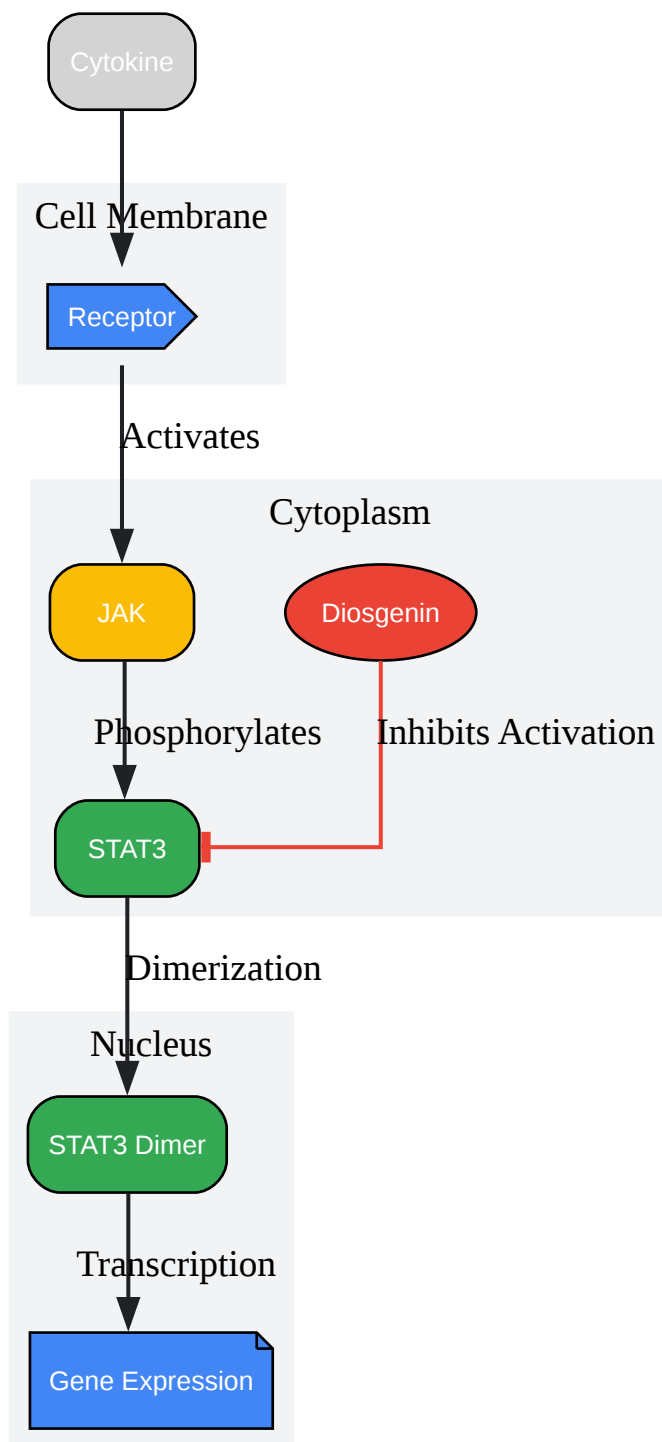 Cytokine
Cell Membrane
Receptor
Activates
Cytoplasm
JAK
Diosgenin
Phosphorylates
Inhibits Activation
STAT3
Dimerization
Nucleus
STAT3 Dimer
Transcription
Gene Expression